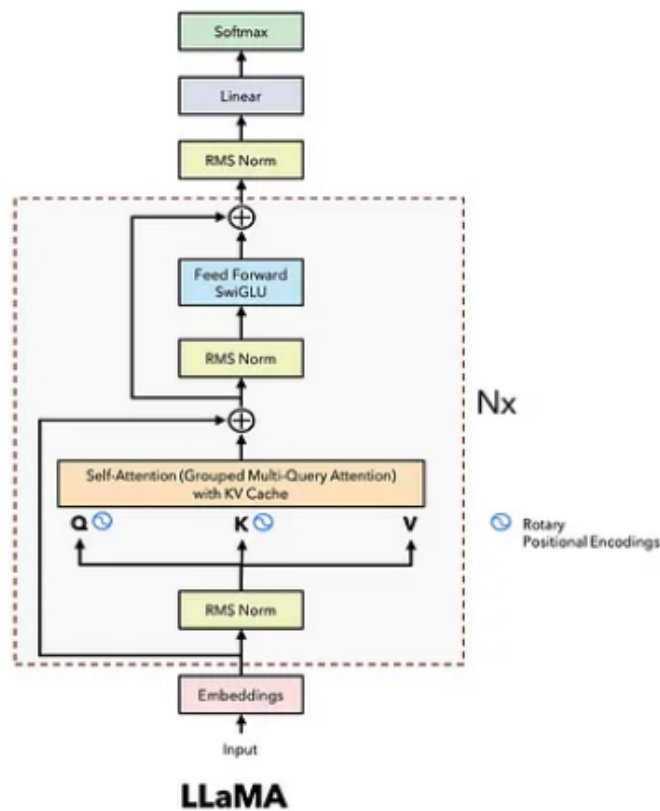 Softmax
Linear
RMS Norm
Feed Forward
SwiGLU
RMS Norm
Nx
Self-Attention (Grouped Multi-Query Attention)
with KV Cache
Q K V
Rotary
Positional Encodings
RMS Norm
Embeddings
Input
LLaMA